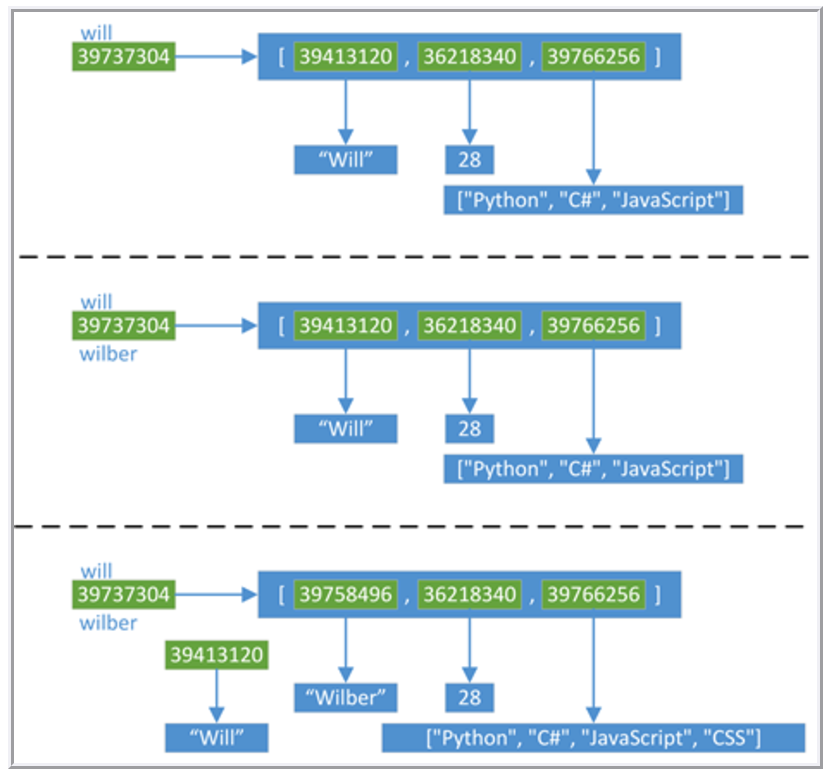 will
39737304 [ 39413120 , 36218340 , 39766256 ]
“Will” 28
["Python", "C#", "JavaScript"]
will
39737304 [ 39413120 , 36218340 , 39766256 ]
wilber
“Will” 28
["Python", "C#", "JavaScript"]
will
39737304 [ 39758496 , 36218340 , 39766256 ]
wilber
39413120
“Wilber” 28
“Will” ["Python", "C#", "JavaScript", "CSS"]